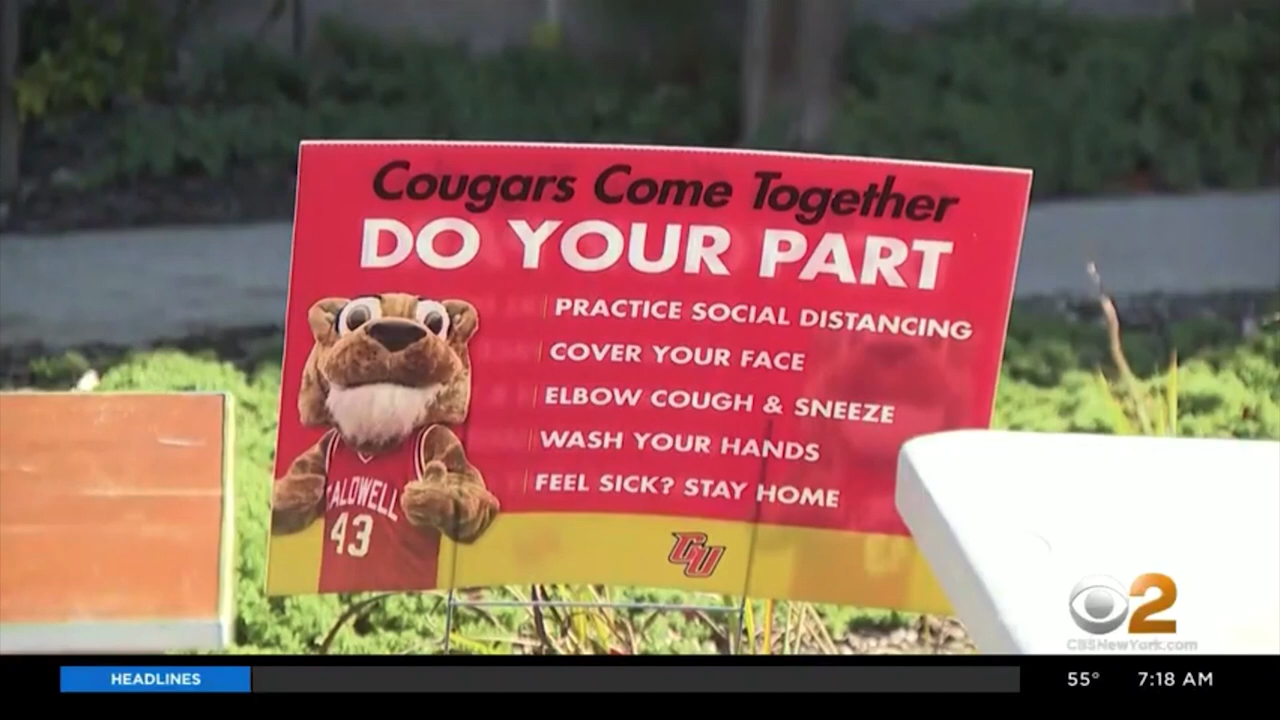 Cougars Come Together
DO YOUR PART
PRACTICE SOCIAL DISTANCING
COVER YOUR FACE
ELBOW COUGH & SNEEZE
WASH YOUR HANDS
FEEL SICK? STAY HOME
CALDWELL
43
CU
2
CBSNewYork.com
HEADLINES
55°
7:18 AM